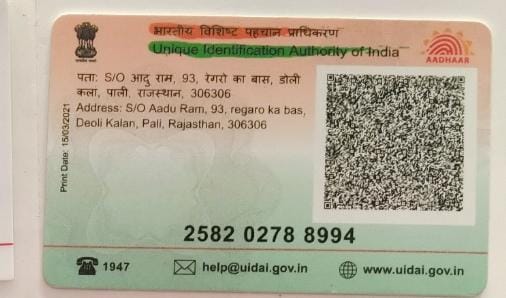 भारतीय विशिष्ट पहचान प्राधिकरण
Unique Identification Authority of India
AADHAAR
पता: S/O आदु राम, 93, रेगरो का बास, डोली
कला, पाली, राजस्थान, 306306
Address: S/O Aadu Ram, 93, regaro ka bas,
Deoli Kalan, Pali, Rajasthan, 306306
Print Date: 15/03/2021
2582 0278 8994
1947
help@uidai.gov.in
www.uidai.gov.in